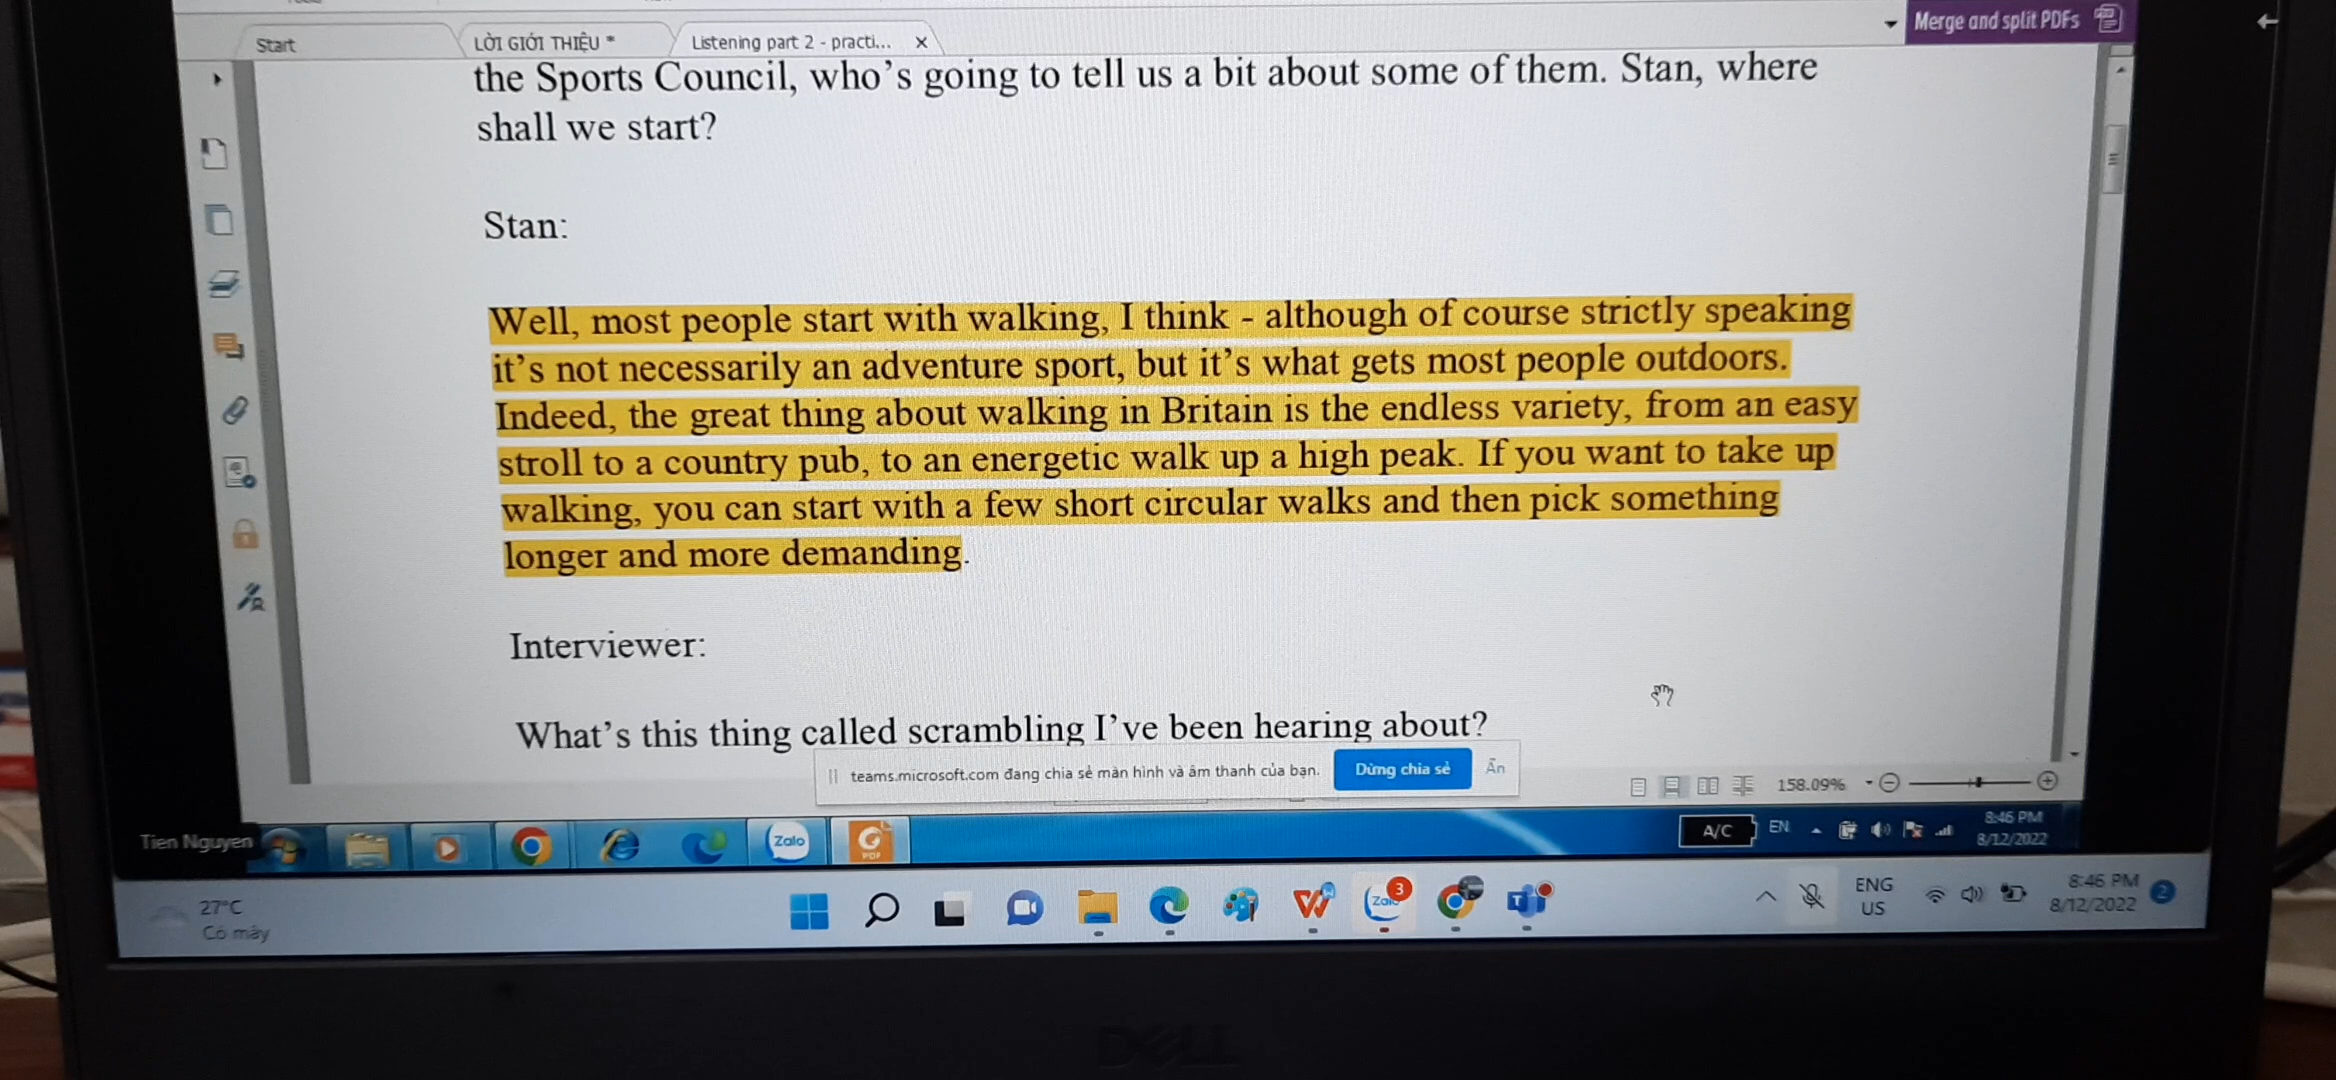 Start
LỜI GIỚI THIỆU *
Listening part 2 - practi...
Merge and split PDFs
the Sports Council, who's going to tell us a bit about some of them. Stan, where
shall we start?
Stan:
Well, most people start with walking, I think - although of course strictly speaking
it's not necessarily an adventure sport, but it's what gets most people outdoors.
Indeed, the great thing about walking in Britain is the endless variety, from an easy
stroll to a country pub, to an energetic walk up a high peak. If you want to take up
walking, you can start with a few short circular walks and then pick something
longer and more demanding.
Interviewer:
What's this thing called scrambling I've been hearing about?
teams.microsoft.com đang chia sẻ màn hình và âm thanh của bạn.
Dừng chia sẻ
Ẩn
158.09%
Tien Nguyen
Zalo
PDF
A/C
EN
8:46 PM
8/12/2022
27°C
Có mây
Zalo
3
ENG
US
8:46 PM
8/12/2022
2
DELL